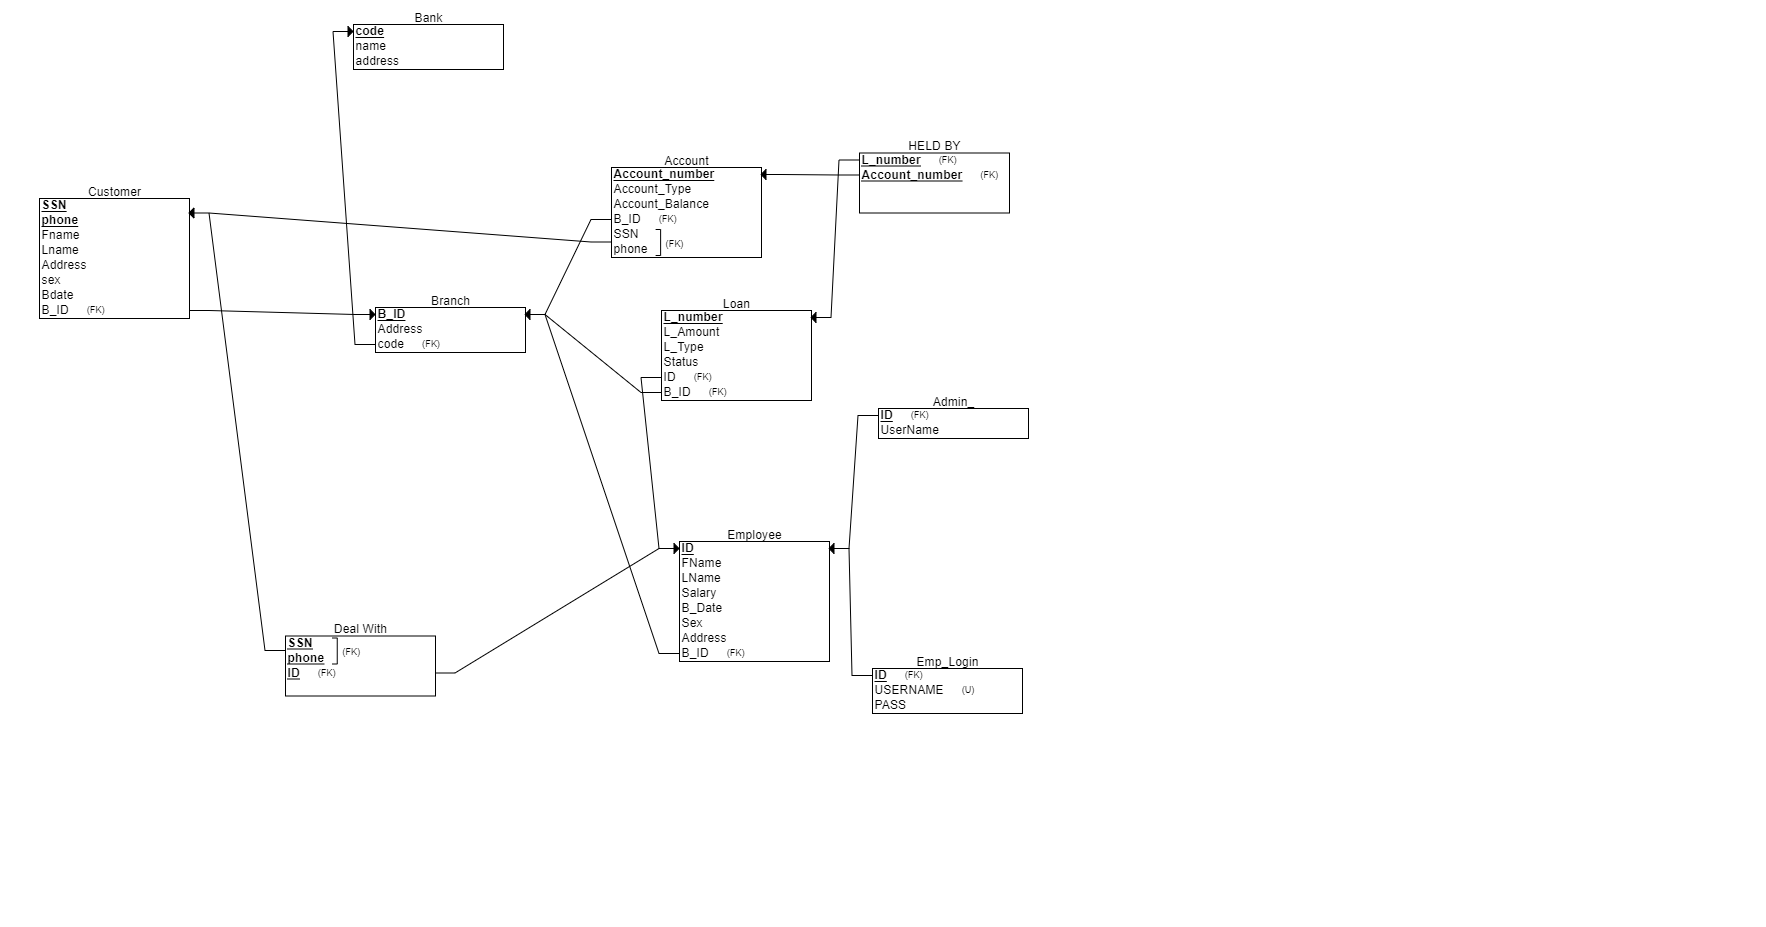 Bank
code
name
address
HELD BY
L_number (FK)
Account_number (FK)
Account
Account_number
Account_Type
Account_Balance
B_ID (FK)
SSN
phone
(FK)
Customer
SSN
phone
Fname
Lname
Address
sex
Bdate
B_ID (FK)
Branch
B_ID
Address
code (FK)
Loan
L_number
L_Amount
L_Type
Status
ID (FK)
B_ID (FK)
Admin_
ID (FK)
UserName
Employee
ID
FName
LName
Salary
B_Date
Sex
Address
B_ID (FK)
Deal With
SSN
phone
(FK)
ID (FK)
Emp_Login
ID (FK)
USERNAME (U)
PASS